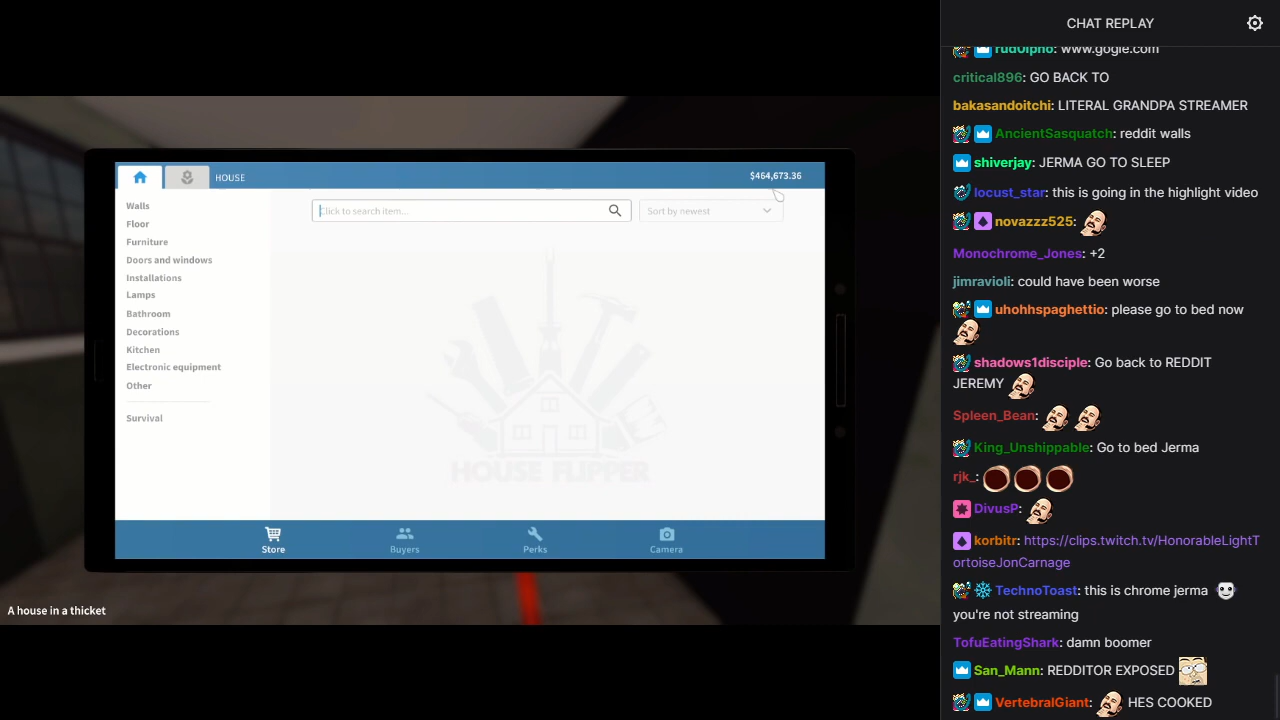 HOUSE
$464,673.36
Click to search item...
Sort by newest
Walls
Floor
Furniture
Doors and windows
Installations
Lamps
Bathroom
Decorations
Kitchen
Electronic equipment
Other
Survival
HOUSE FLIPPER
Store
Buyers
Perks
Camera
A house in a thicket
CHAT REPLAY
rudolpho: www.gogle.com
critical896: GO BACK TO
bakasandoitchi: LITERAL GRANDPA STREAMER
AncientSasquatch: reddit walls
shiverjay: JERMA GO TO SLEEP
locust_star: this is going in the highlight video
novazzz525:
Monochrome_Jones: +2
jimravioli: could have been worse
uhohhspaghettio: please go to bed now
shadows1disciple: Go back to REDDIT
JEREMY
Spleen_Bean:
King_Unshippable: Go to bed Jerma
rjk_:
DivusP:
korbitr: https://clips.twitch.tv/HonorableLightT
ortoiseJonCarnage
TechnoToast: this is chrome jerma
you're not streaming
TofuEatingShark: damn boomer
San_Mann: REDDITOR EXPOSED
VertebralGiant: HES COOKED